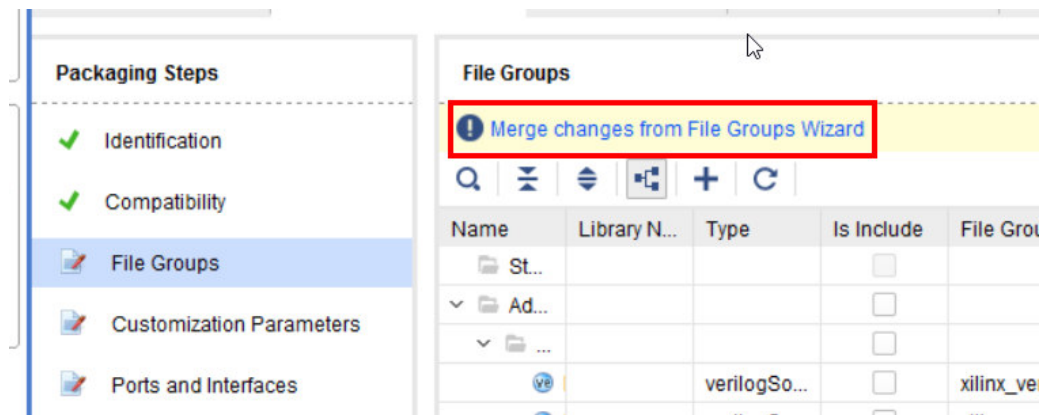 Packaging Steps
Identification
Compatibility
File Groups
Customization Parameters
Ports and Interfaces
File Groups
Merge changes from File Groups Wizard
Name Library N... Type Is Include File Grou
St...
Ad...
...
verilogSo... xilinx_ve